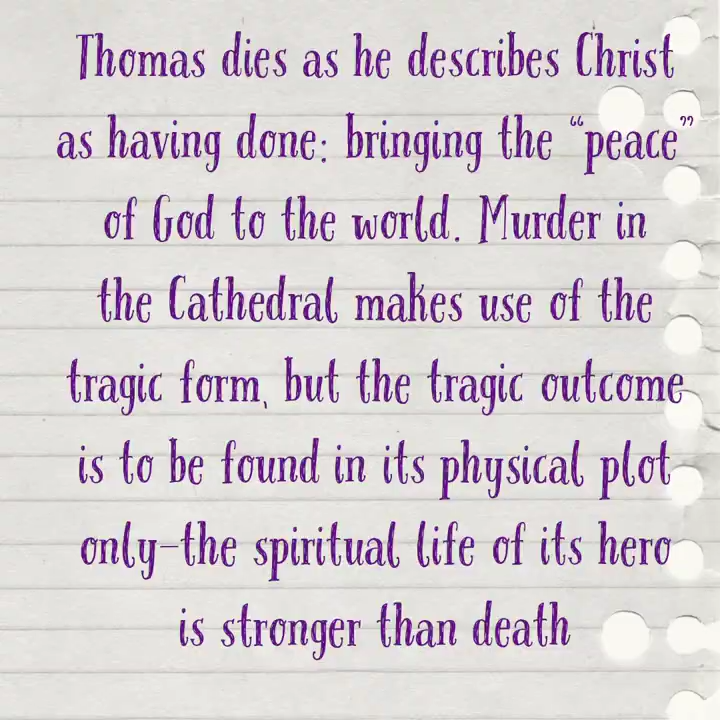 Thomas dies as he describes Christ
as having done: bringing the “peace”
of God to the world. Murder in
the Cathedral makes use of the
tragic form, but the tragic outcome
is to be found in its physical plot
only–the spiritual life of its hero
is stronger than death